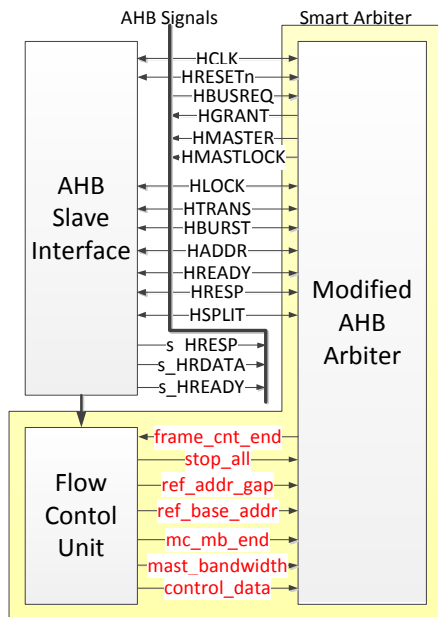 AHB Signals
Smart Arbiter
HCLK
HRESETn
HBUSREQ
HGRANT
HMASTER
HMASTLOCK
AHB
Slave
Interface
HLOCK
HTRANS
HBURST
HADDR
HREADY
HRESP
HSPLIT
s_HRESP
s_HRDATA
s_HREADY
Modified
AHB
Arbiter
Flow
Contol
Unit
frame_cnt_end
stop_all
ref_addr_gap
ref_base_addr
mc_mb_end
mast_bandwidth
control_data